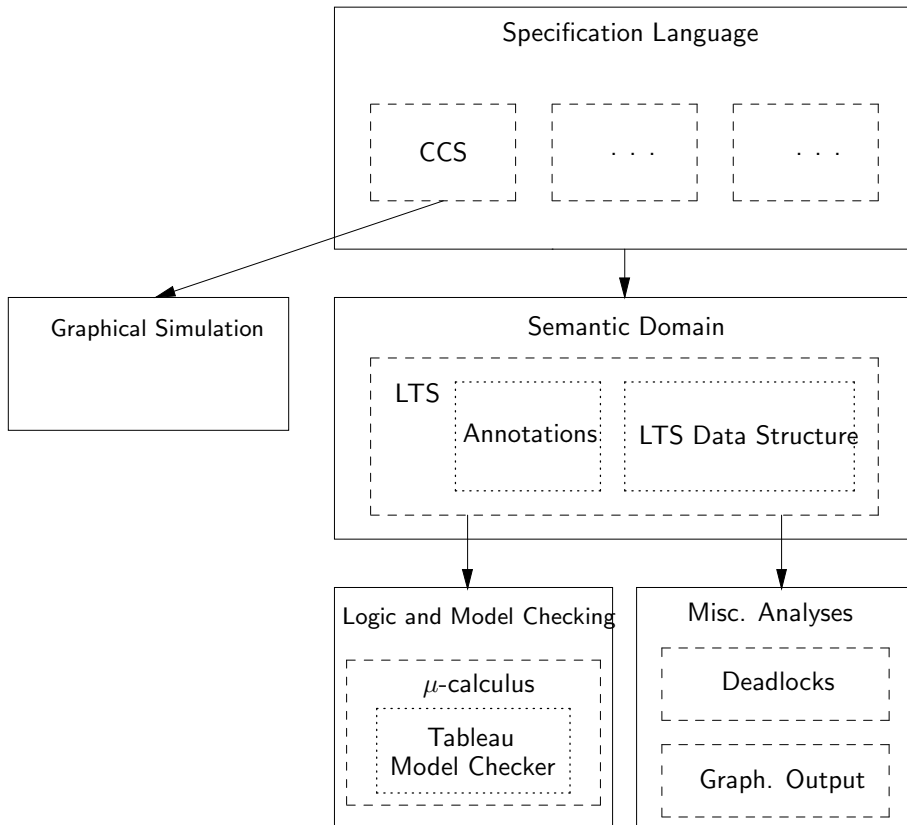 Specification Language
CCS
. . .
. . .
Graphical Simulation
Semantic Domain
LTS
Annotations
LTS Data Structure
Logic and Model Checking
μ-calculus
Tableau
Model Checker
Misc. Analyses
Deadlocks
Graph. Output